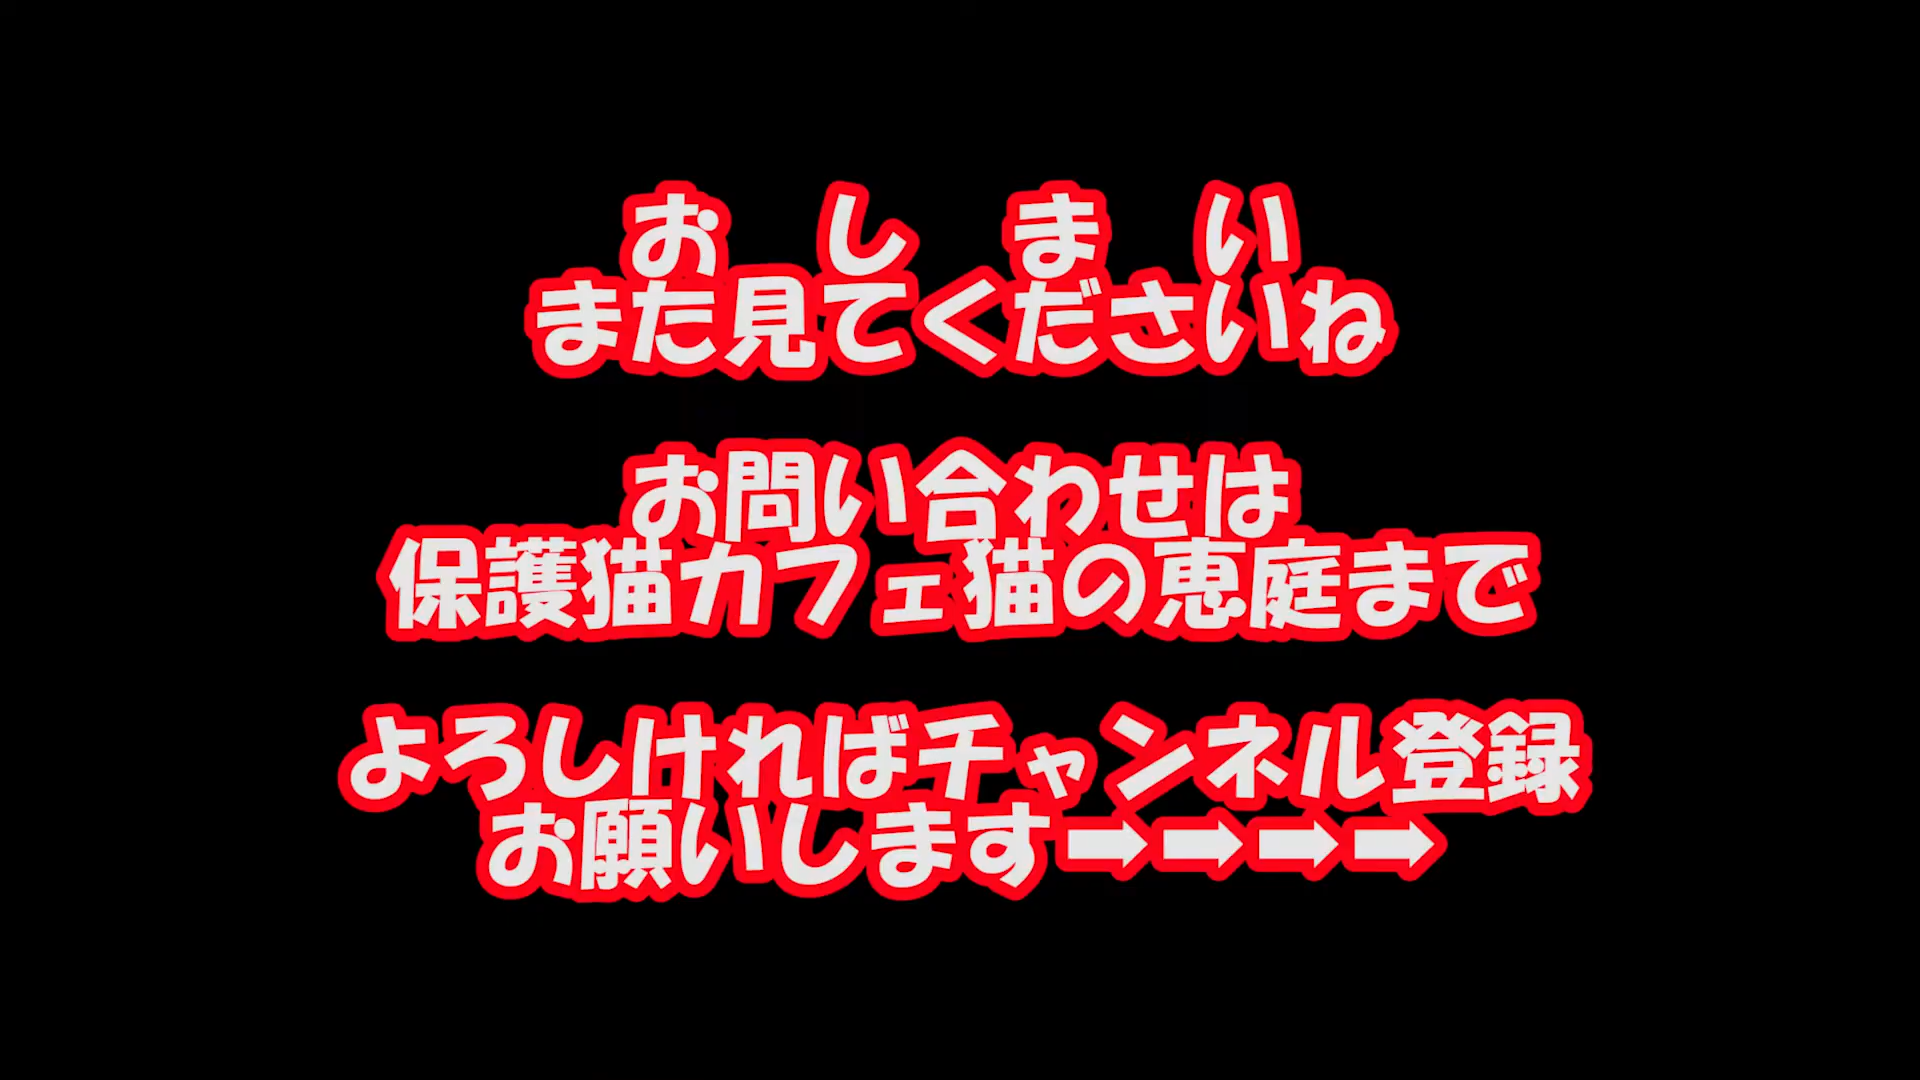 お　し　ま　い
また見てくださいね
お問い合わせは
保護猫カフェ猫の恵庭まで
よろしければチャンネル登録
お願いします➡➡➡➡